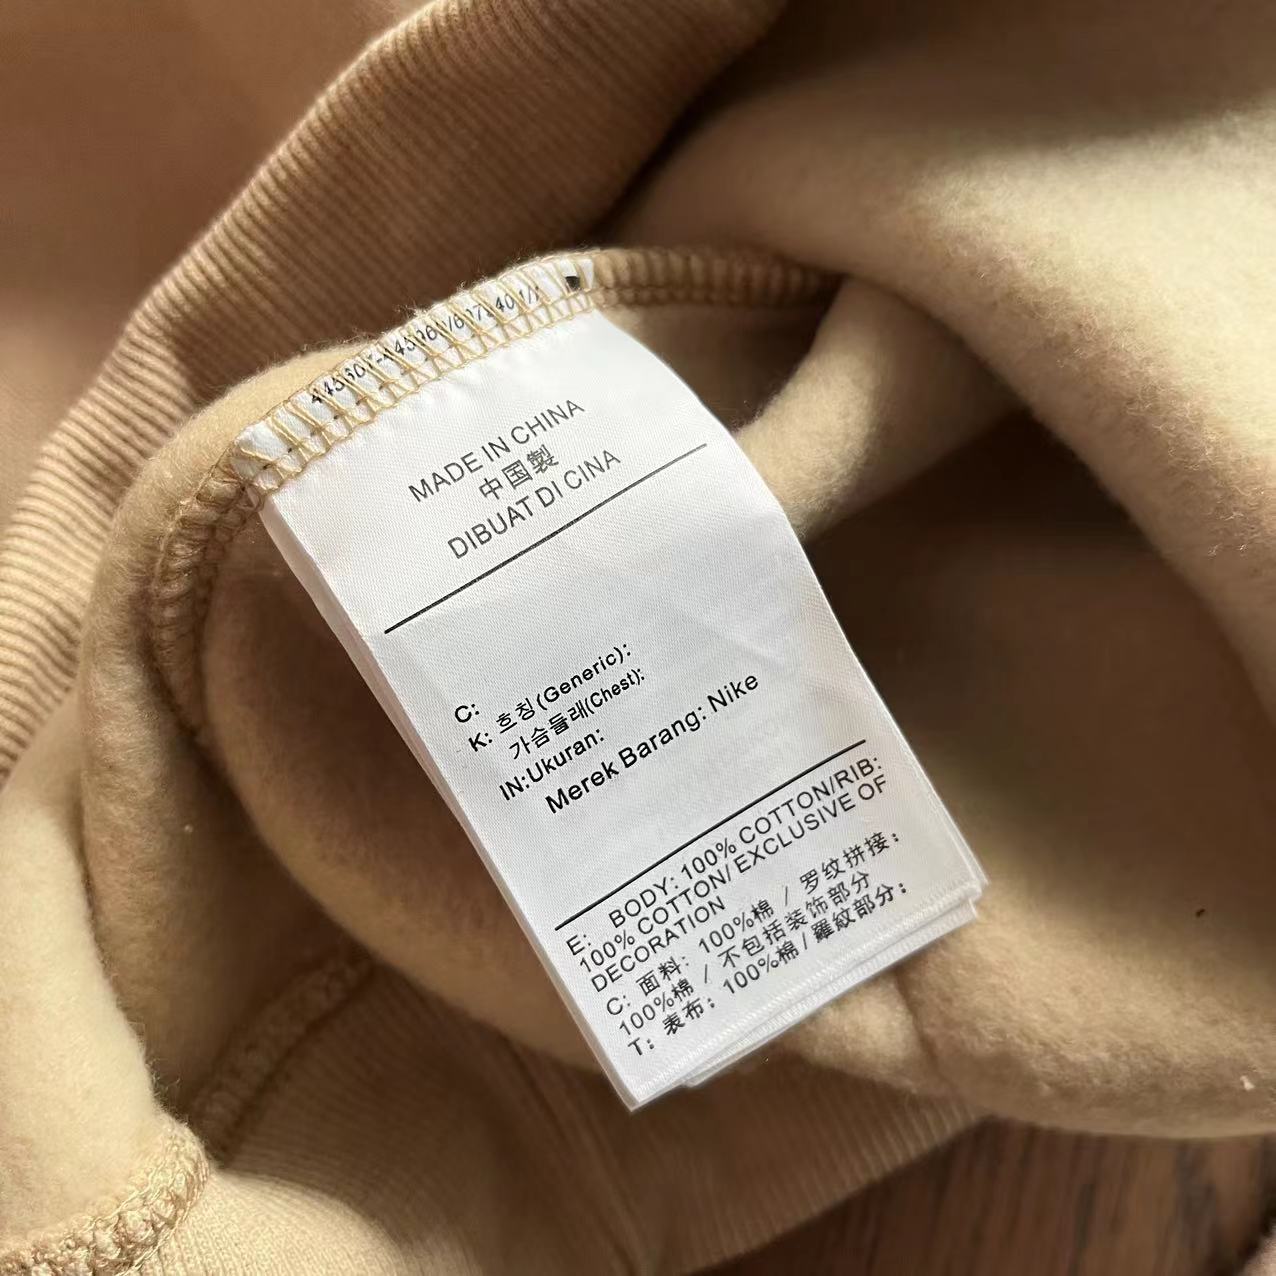 MADE IN CHINA
中国製
DIBUAT DI CINA
C:
K: 흐칭(Generic):
가슴둘레(Chest):
IN:Ukuran:
Merek Barang: Nike
E: BODY: 100% COTTON/RIB:
100% COTTON/ EXCLUSIVE OF
DECORATION
C: 面料: 100%棉 / 罗纹拼接:
100%棉 / 不包括装饰部分
T: 表布: 100%棉 / 羅紋部分: